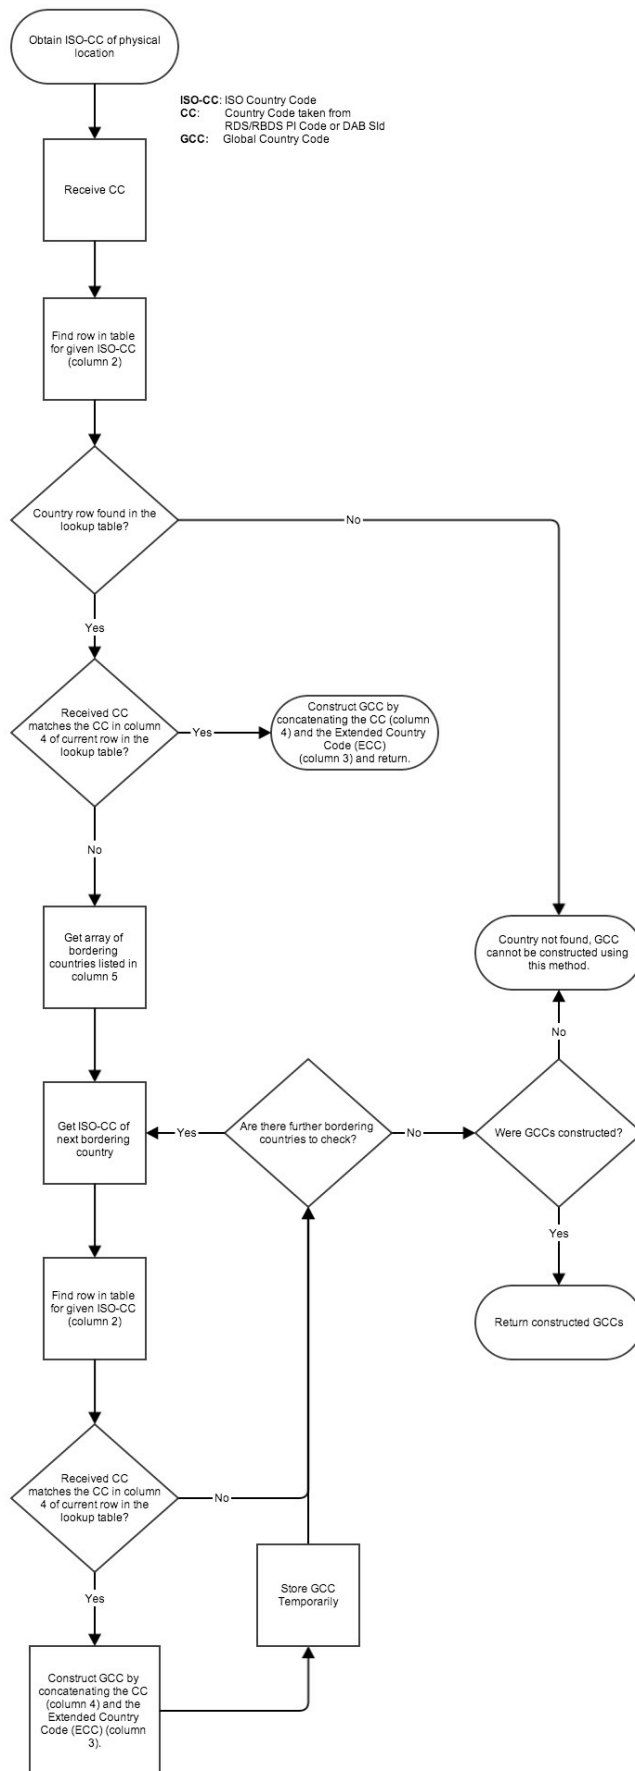 Obtain ISO-CC of physical
location
ISO-CC: ISO Country Code
CC: Country Code taken from
RDS/RBDS PI Code or DAB SId
GCC: Global Country Code
Receive CC
Find row in table
for given ISO-CC
(column 2)
Country row found in the
lookup table?
No
Yes
Received CC
matches the CC in column
4 of current row in the
lookup table?
Yes
Construct GCC by
concatenating the CC (column
4) and the Extended Country
Code (ECC)
(column 3) and return.
No
Get array of
bordering
countries listed in
column 5
Country not found, GCC
cannot be constructed using
this method.
No
Get ISO-CC of
next bordering
country
Yes
Are there further bordering
countries to check?
No
Were GCCs constructed?
Yes
Find row in table
for given ISO-CC
(column 2)
Return constructed GCCs
Received CC
matches the CC in column
4 of current row in the
lookup table?
No
Yes
Store GCC
Temporarily
Construct GCC by
concatenating the CC
(column 4) and the
Extended Country
Code (ECC) (column
3).